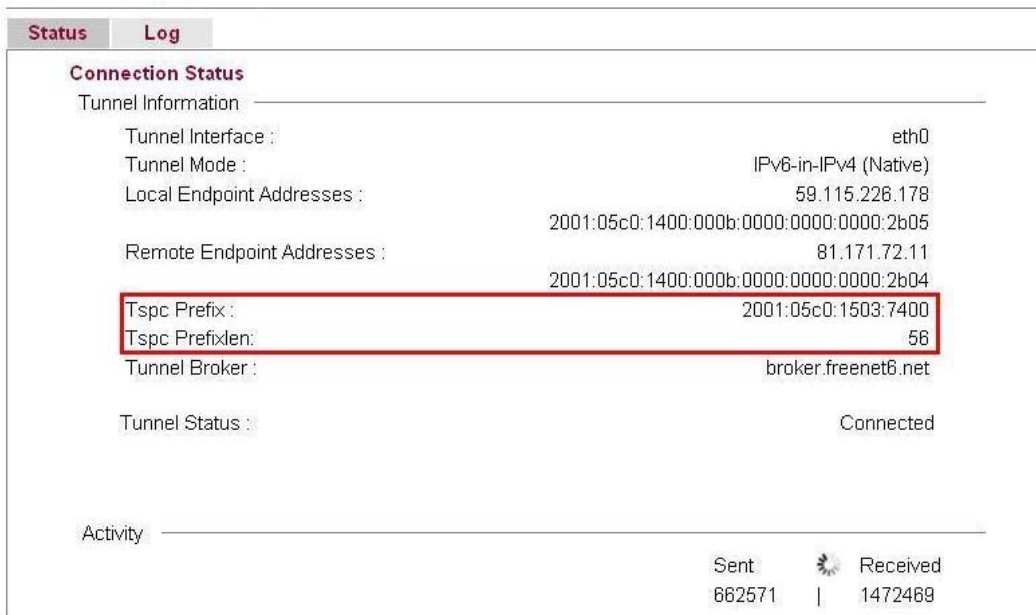 Status Log
Connection Status
Tunnel Information
Tunnel Interface : eth0
Tunnel Mode : IPv6-in-IPv4 (Native)
Local Endpoint Addresses : 59.115.226.178
2001:05c0:1400:000b:0000:0000:0000:2b05
Remote Endpoint Addresses : 81.171.72.11
2001:05c0:1400:000b:0000:0000:0000:2b04
Tspc Prefix : 2001:05c0:1503:7400
Tspc Prefixlen: 56
Tunnel Broker : broker.freenet6.net
Tunnel Status : Connected
Activity
Sent Received
662571 | 1472469